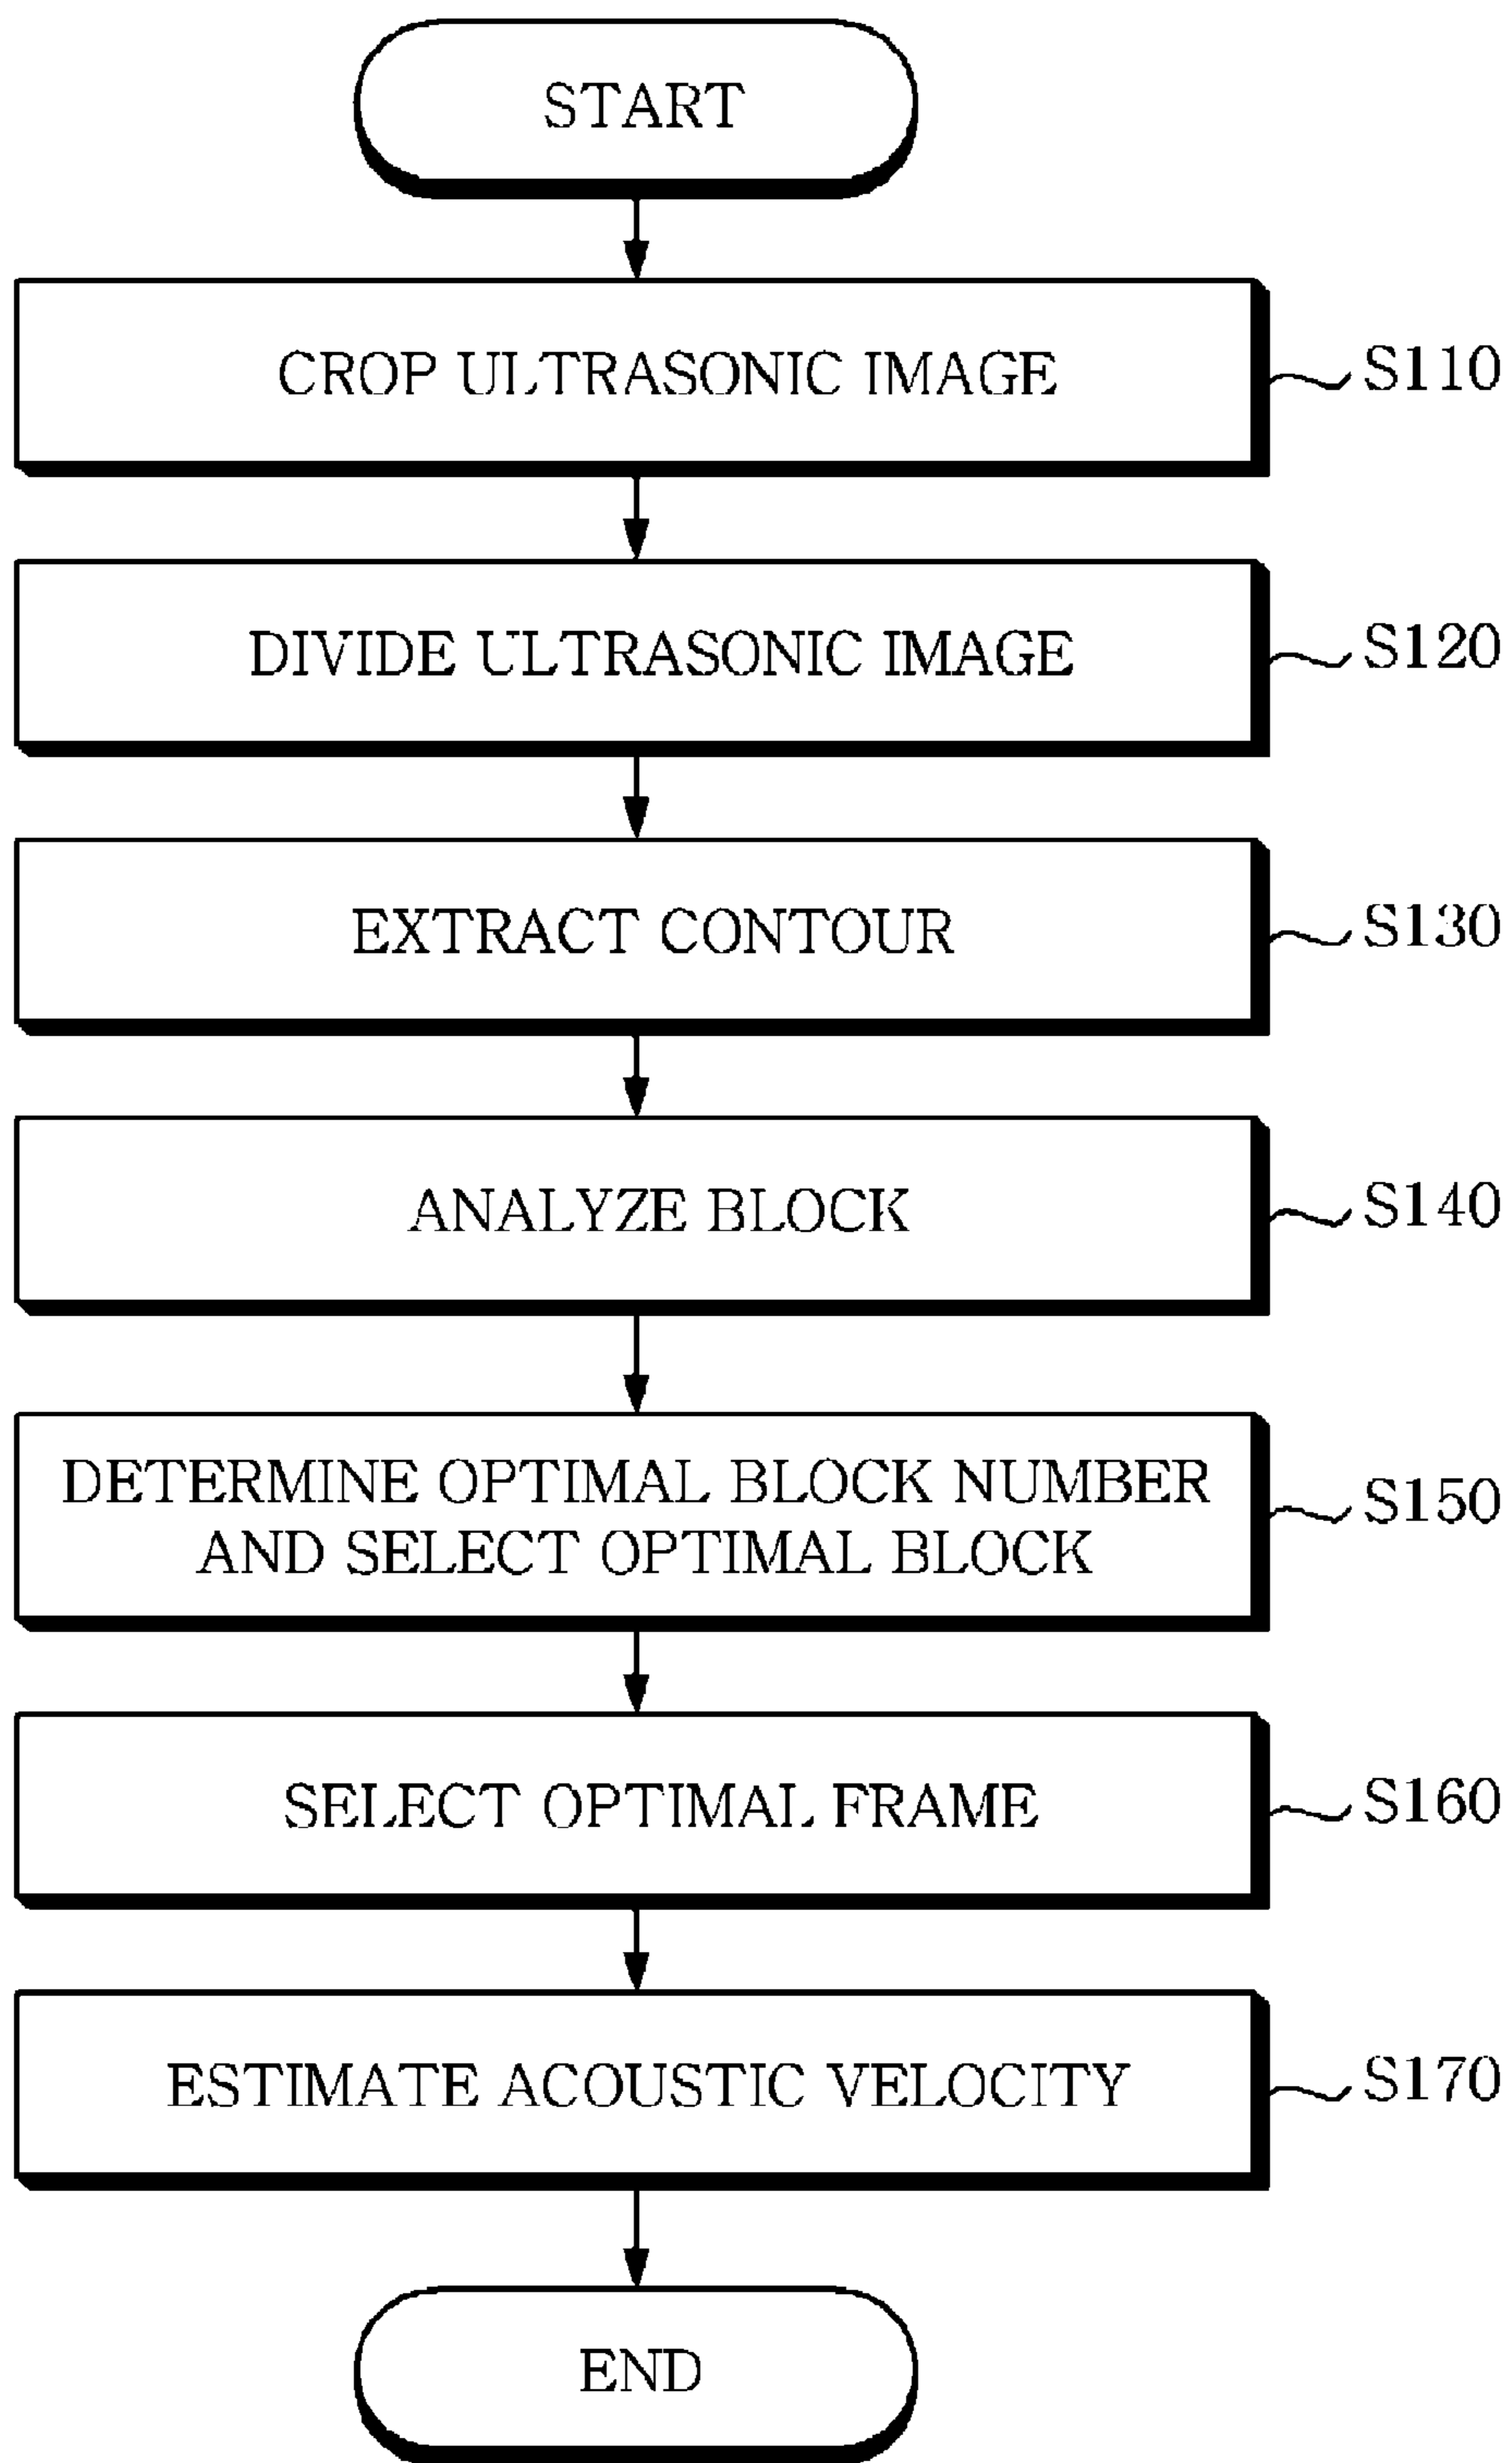 START
CROP ULTRASONIC IMAGE
S110
DIVIDE ULTRASONIC IMAGE
S120
EXTRACT CONTOUR
S130
ANALYZE BLOCK
S140
DETERMINE OPTIMAL BLOCK NUMBER
AND SELECT OPTIMAL BLOCK
S150
SELECT OPTIMAL FRAME
S160
ESTIMATE ACOUSTIC VELOCITY
S170
END